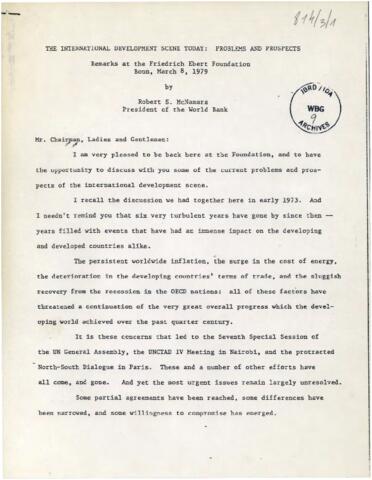 814/3/1
THE INTERNATIONAL DEVELOPMENT SCENE TODAY: PROBLEMS AND PROSPECTS
Remarks at the Friedrich Ebert Foundation
Bonn, March 8, 1979
by
Robert S. McNamara
President of the World Bank
IBRD/IDA
WBG
9
ARCHIVES
Mr. Chairman, Ladies and Gentlemen:
I am very pleased to be back here at the Foundation, and to have
the opportunity to discuss with you some of the current problems and pros-
pects of the international development scene.
I recall the discussion we had together here in early 1973. And
I needn't remind you that six very turbulent years have gone by since then --
years filled with events that have had an immense impact on the developing
and developed countries alike.
The persistent worldwide inflation, the surge in the cost of energy,
the deterioration in the developing countries' terms of trade, and the sluggish
recovery from the recession in the OECD nations: all of these factors have
threatened a continuation of the very great overall progress which the devel-
oping world achieved over the past quarter century.
It is these concerns that led to the Seventh Special Session of
the UN General Assembly, the UNCTAD IV Meeting in Nairobi, and the protracted
North-South Dialogue in Paris. These and a number of other efforts have
all come, and gone. And yet the most urgent issues remain largely unresolved.
Some partial agreements have been reached, some differences have
been narrowed, and some willingness to compromise has emerged.